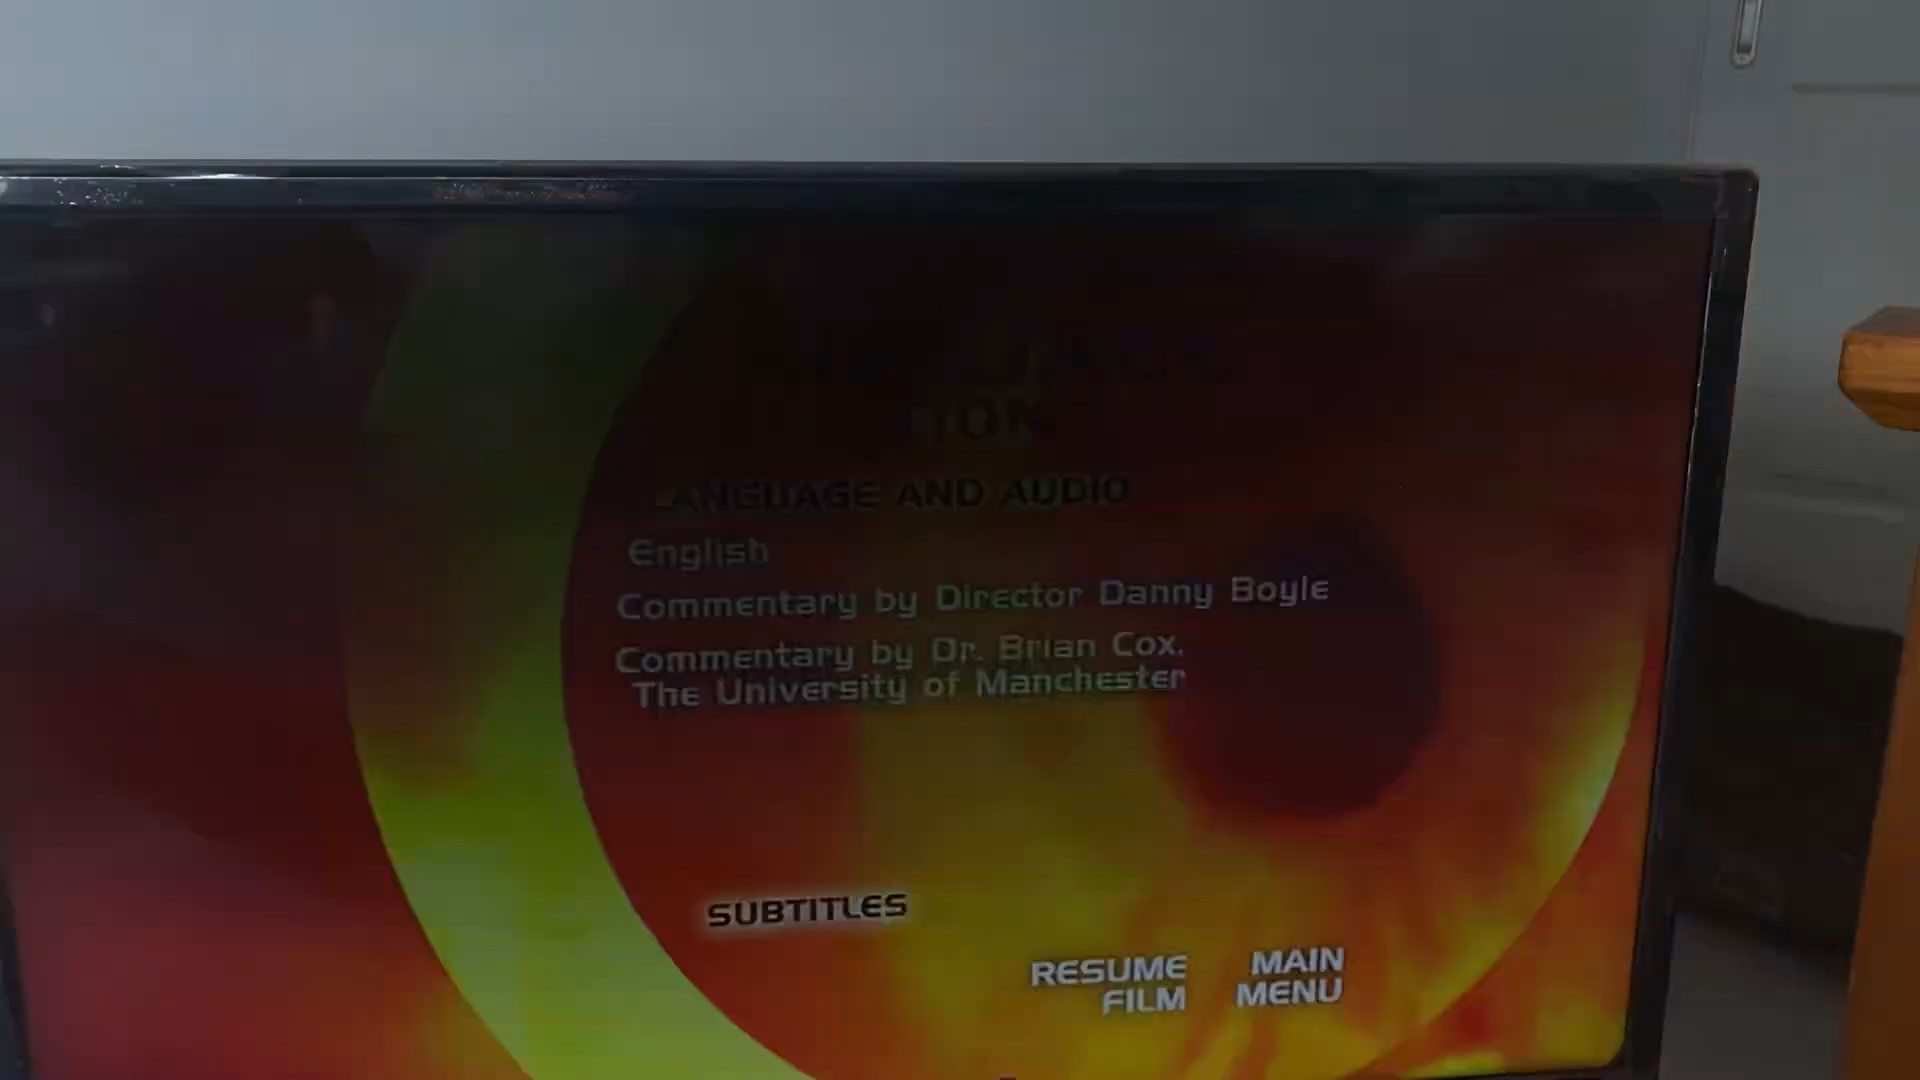 LANGUAGE AND AUDIO
English
Commentary by Director Danny Boyle
Commentary by Dr. Brian Cox.
The University of Manchester
SUBTITLES
RESUME MAIN
FILM MENU